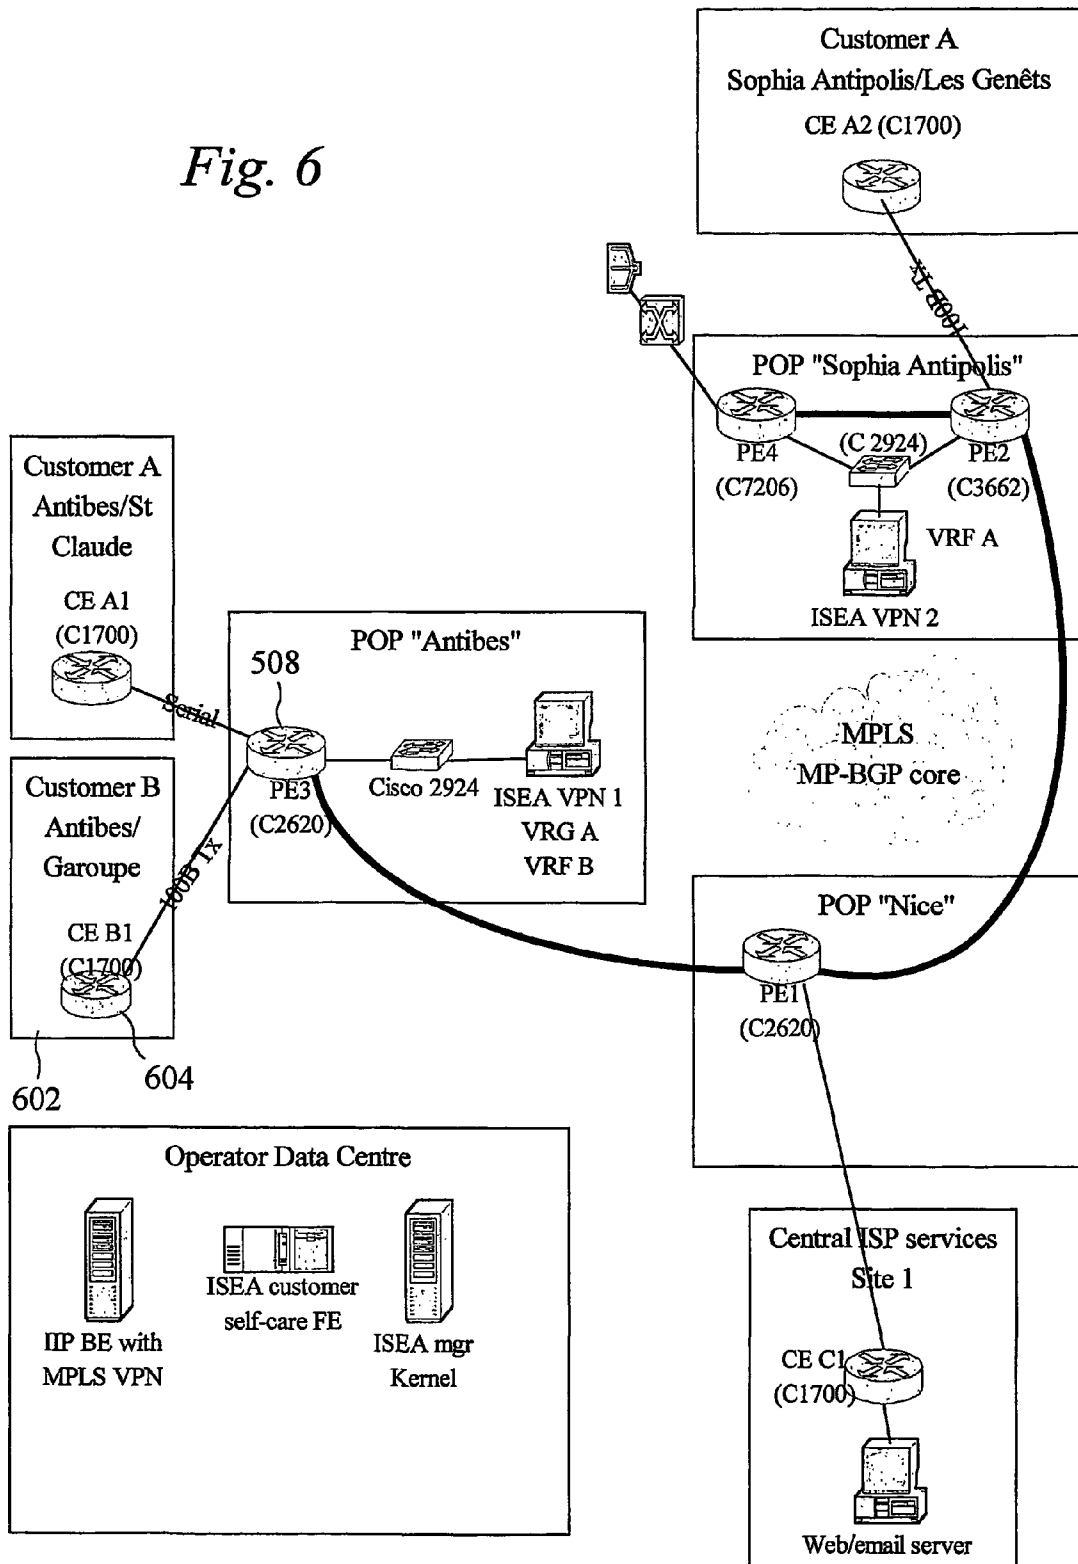 Fig. 6
Customer A
Sophia Antipolis/Les Genêts
CE A2 (C1700)
100B Tx
POP "Sophia Antipolis"
(C 2924)
PE4
(C7206)
PE2
(C3662)
VRF A
ISEA VPN 2
Customer A
Antibes/St
Claude
CE A1
(C1700)
Serial
POP "Antibes"
508
PE3
(C2620)
Cisco 2924
ISEA VPN 1
VRG A
VRF B
MPLS
MP-BGP core
Customer B
Antibes/
Garoupe
100B Tx
CE B1
(C1700)
602
604
POP "Nice"
PE1
(C2620)
Operator Data Centre
IIP BE with
MPLS VPN
ISEA customer
self-care FE
ISEA mgr
Kernel
Central ISP services
Site 1
CE C1
(C1700)
Web/email server